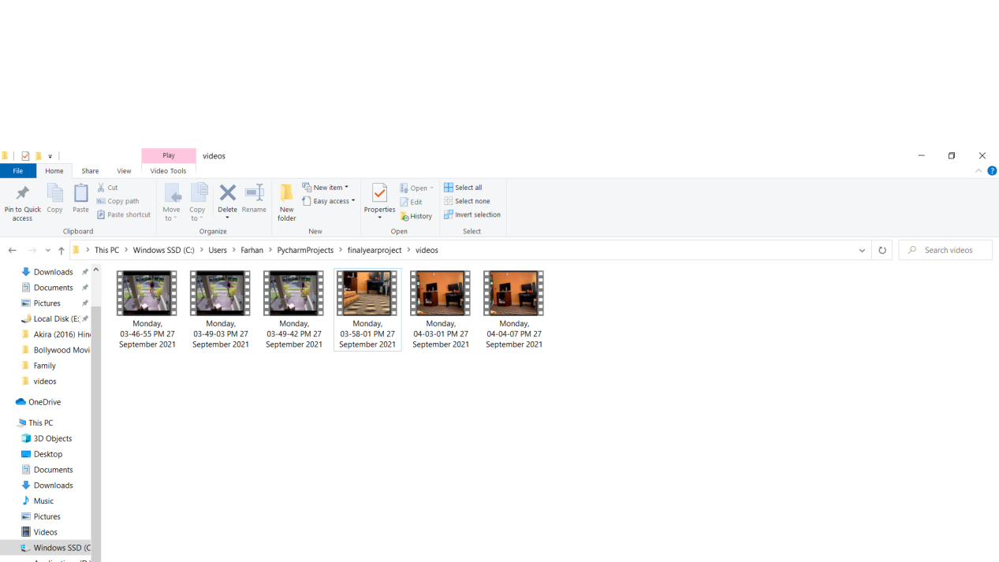 Play videos
File Home Share View Video Tools
Pin to Quick access Copy Paste Cut Copy path Paste shortcut
Move to Copy to Delete Rename New folder New item Easy access
Properties Open Edit History Select all Select none Invert selection
Clipboard Organize New Open Select
This PC Windows SSD (C:) Users Farhan PycharmProjects finalyearproject videos Search videos
Downloads
Documents
Pictures
Local Disk (E:
Akira (2016) Hin
Bollywood Movi
Family
videos
OneDrive
This PC
3D Objects
Desktop
Documents
Downloads
Music
Pictures
Videos
Windows SSD (C
Monday,
03-46-55 PM 27
September 2021
Monday,
03-49-03 PM 27
September 2021
Monday,
03-49-42 PM 27
September 2021
Monday,
03-58-01 PM 27
September 2021
Monday,
04-03-01 PM 27
September 2021
Monday,
04-04-07 PM 27
September 2021